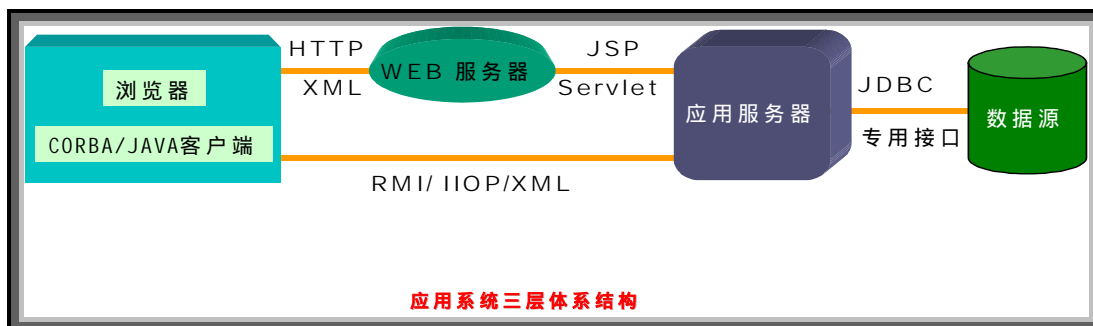 浏览器
CORBA/JAVA客户端
HTTP
XML
WEB 服务器
JSP
Servlet
RMI/ IIOP/XML
应用服务器
JDBC
专用接口
数据源
应用系统三层体系结构